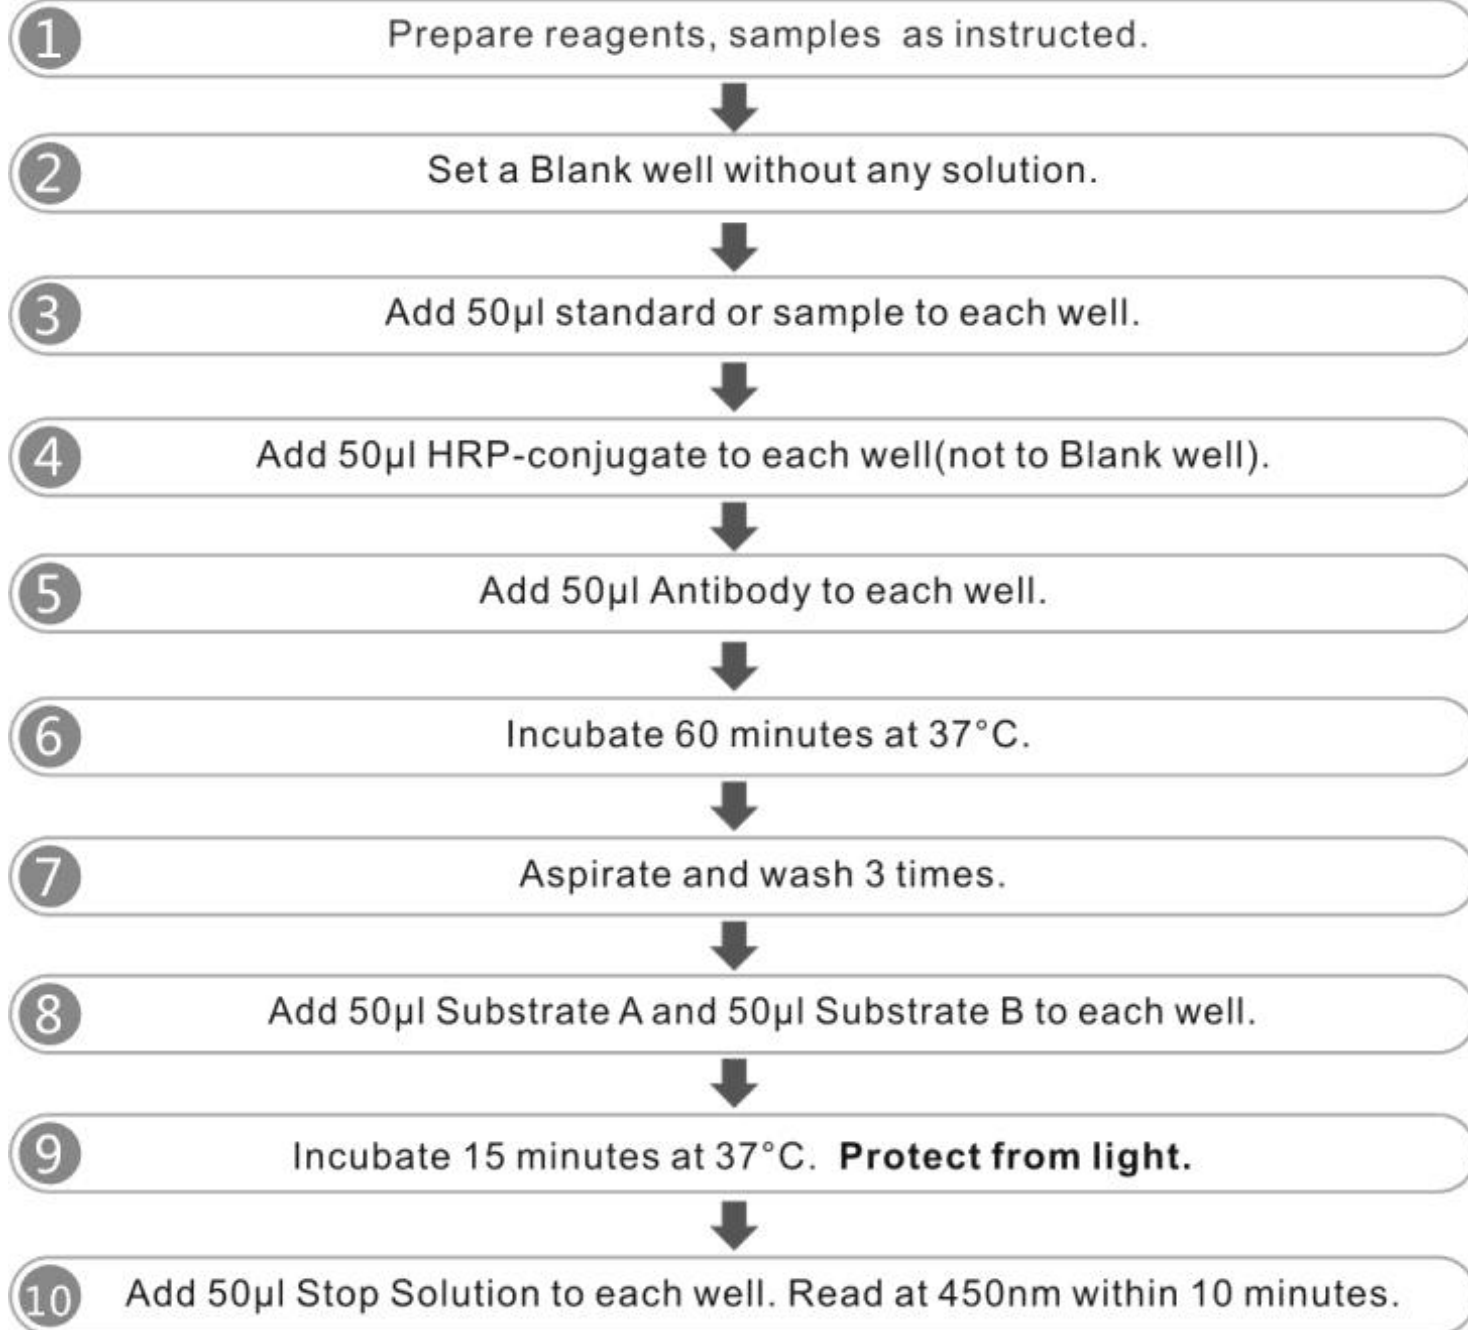 1 Prepare reagents, samples as instructed.
2 Set a Blank well without any solution.
3 Add 50μl standard or sample to each well.
4 Add 50μl HRP-conjugate to each well(not to Blank well).
5 Add 50μl Antibody to each well.
6 Incubate 60 minutes at 37°C.
7 Aspirate and wash 3 times.
8 Add 50μl Substrate A and 50μl Substrate B to each well.
9 Incubate 15 minutes at 37°C. Protect from light.
10 Add 50μl Stop Solution to each well. Read at 450nm within 10 minutes.